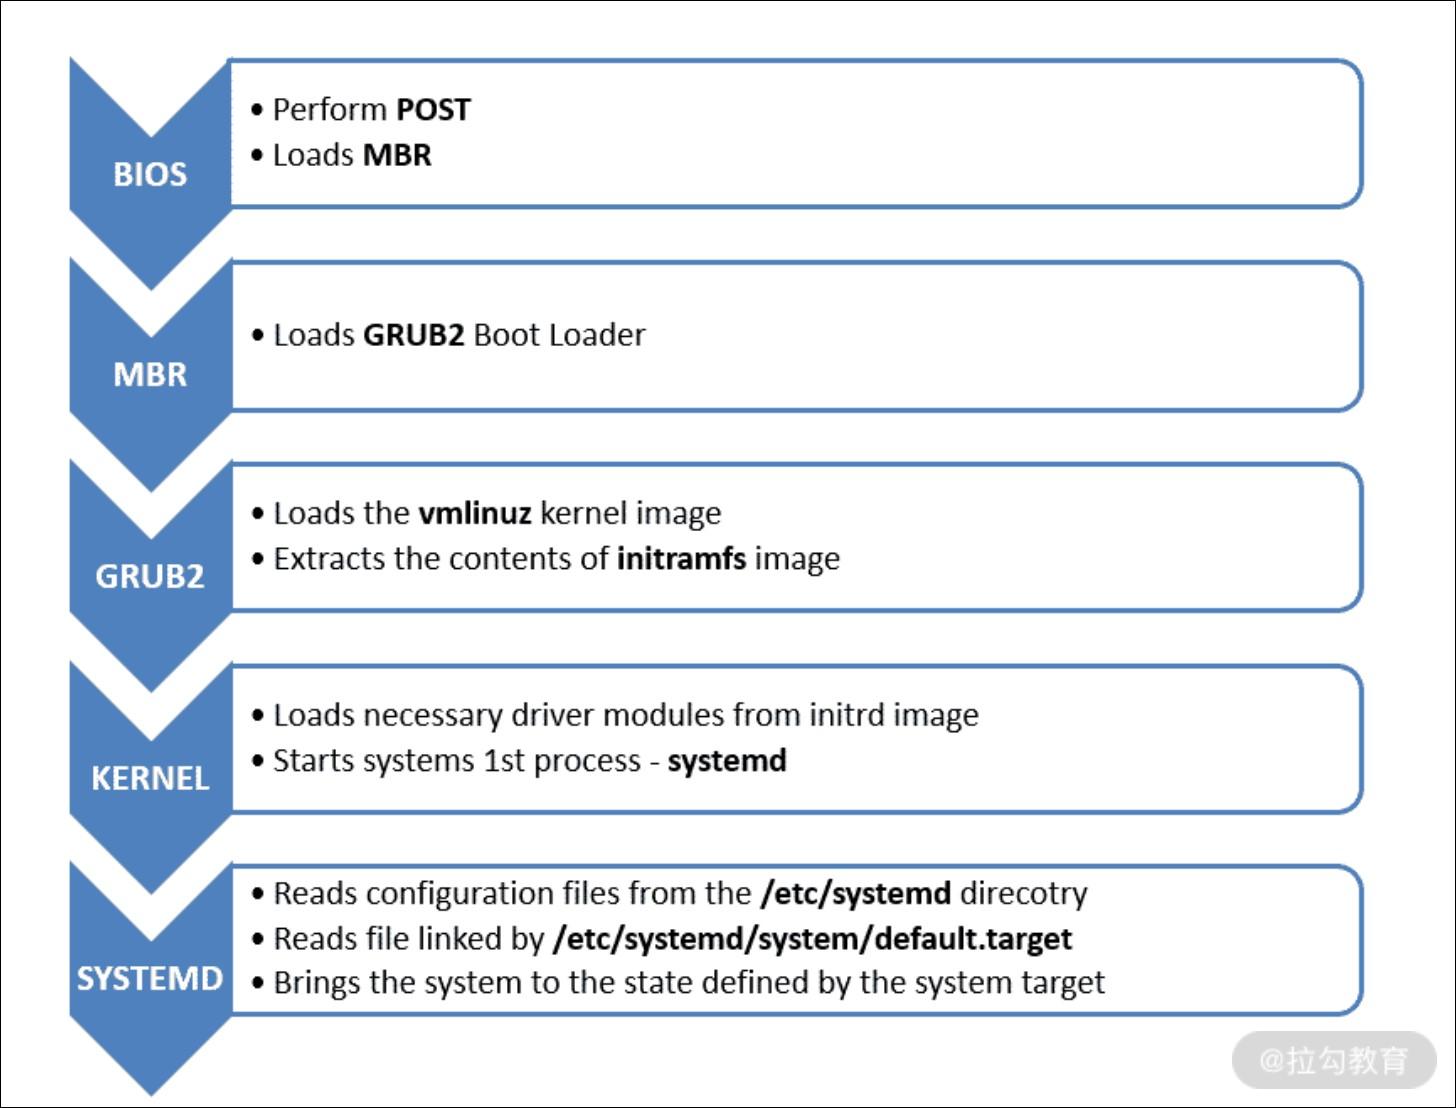 BIOS
• Perform POST
• Loads MBR
MBR
• Loads GRUB2 Boot Loader
GRUB2
• Loads the vmlinuz kernel image
• Extracts the contents of initramfs image
KERNEL
• Loads necessary driver modules from initrd image
• Starts systems 1st process - systemd
SYSTEMD
• Reads configuration files from the /etc/systemd direcotry
• Reads file linked by /etc/systemd/system/default.target
• Brings the system to the state defined by the system target
@拉勾教育